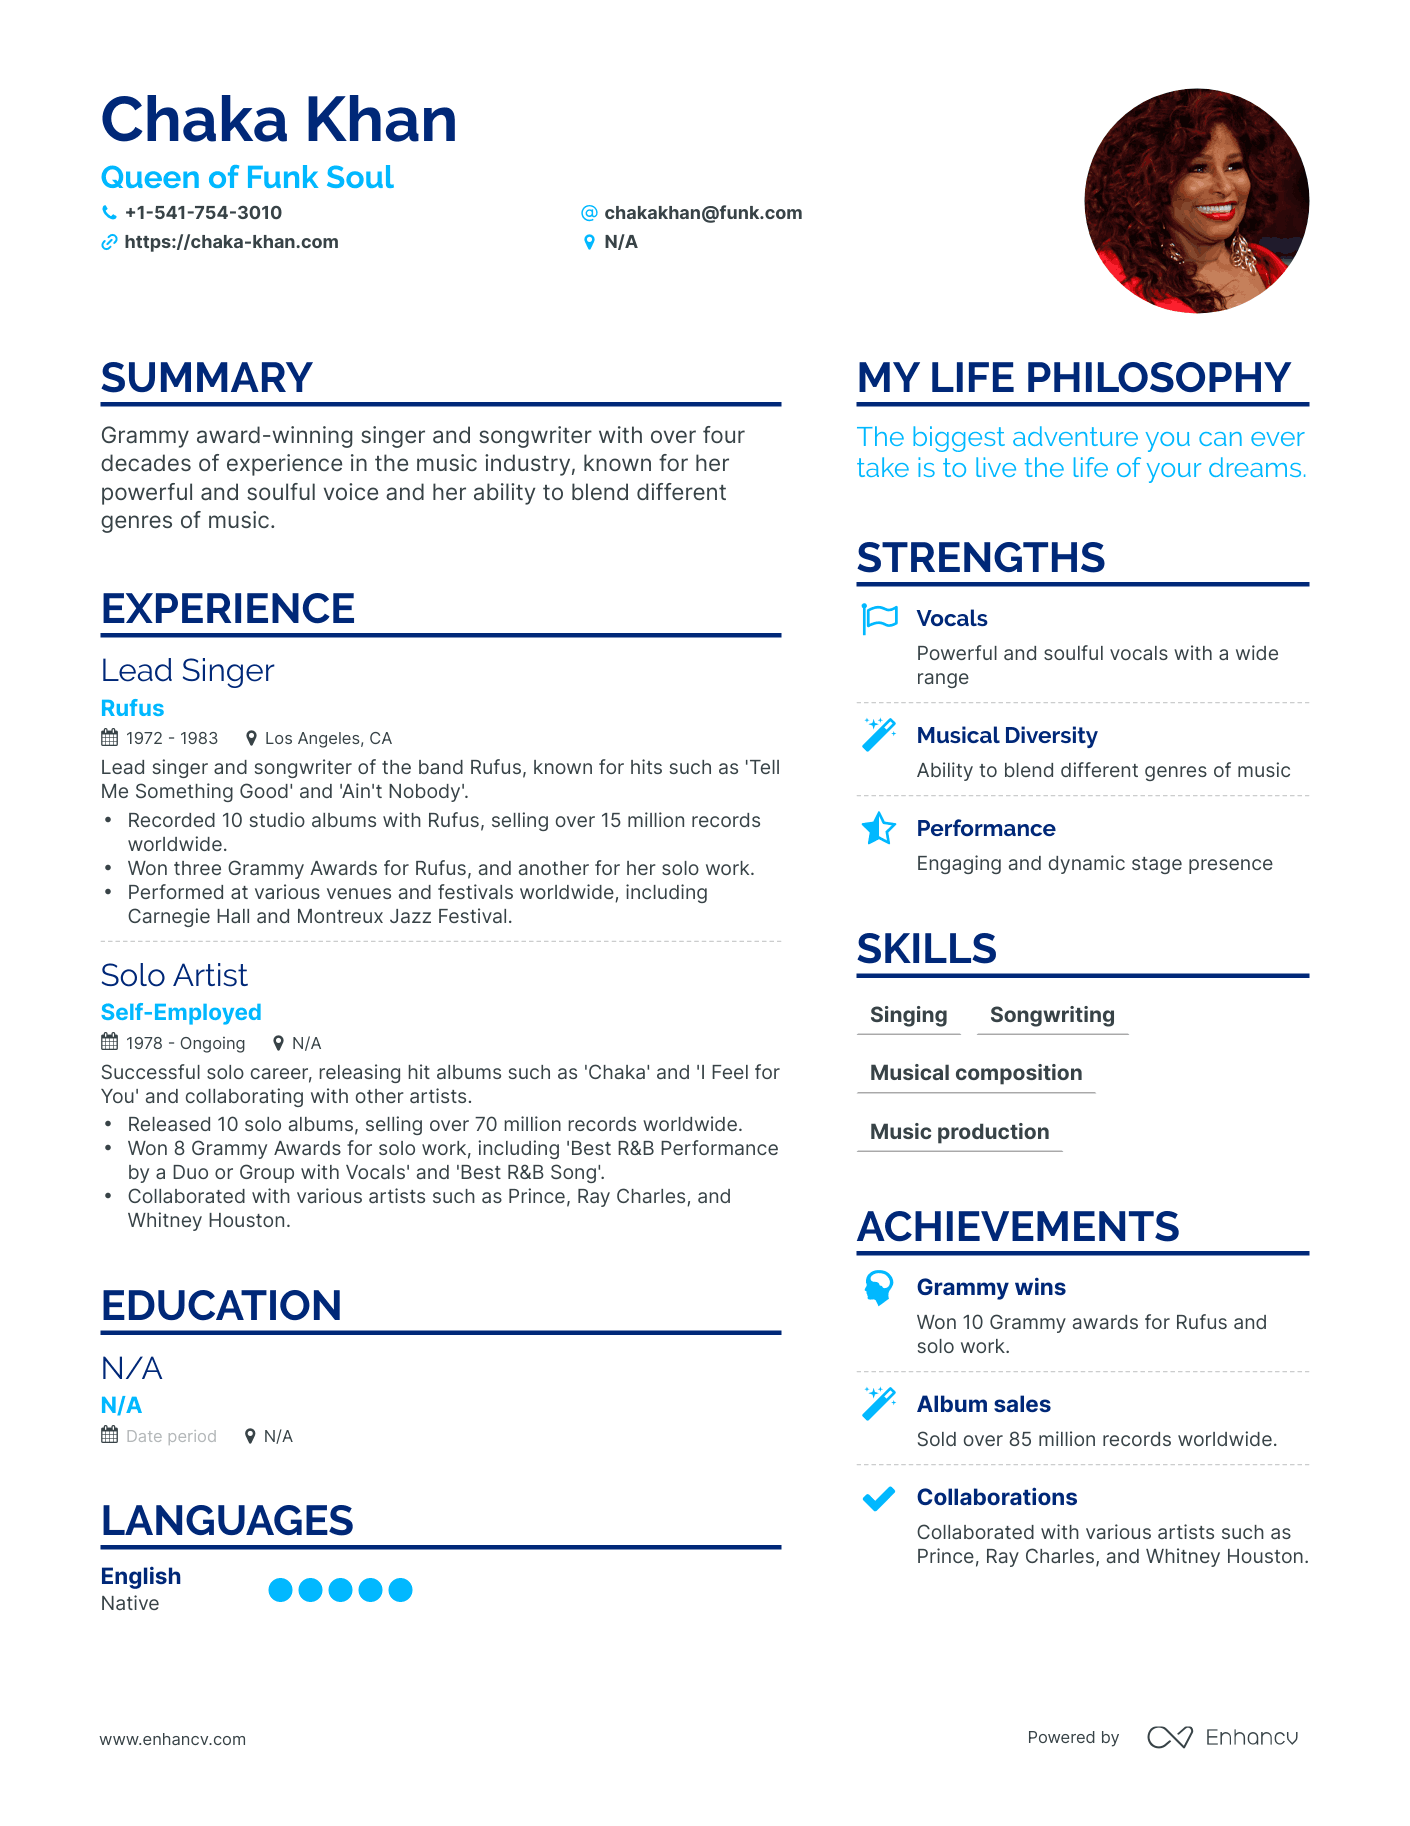 Chaka Khan
Queen of Funk Soul
+1-541-754-3010
chakakhan@funk.com
https://chaka-khan.com
N/A
SUMMARY
Grammy award-winning singer and songwriter with over four
decades of experience in the music industry, known for her
powerful and soulful voice and her ability to blend different
genres of music.
EXPERIENCE
Lead Singer
Rufus
1972 - 1983 Los Angeles, CA
Lead singer and songwriter of the band Rufus, known for hits such as 'Tell
Me Something Good' and 'Ain't Nobody'.
• Recorded 10 studio albums with Rufus, selling over 15 million records
worldwide.
• Won three Grammy Awards for Rufus, and another for her solo work.
• Performed at various venues and festivals worldwide, including
Carnegie Hall and Montreux Jazz Festival.
Solo Artist
Self-Employed
1978 - Ongoing N/A
Successful solo career, releasing hit albums such as 'Chaka' and 'I Feel for
You' and collaborating with other artists.
• Released 10 solo albums, selling over 70 million records worldwide.
• Won 8 Grammy Awards for solo work, including 'Best R&B Performance
by a Duo or Group with Vocals' and 'Best R&B Song'.
• Collaborated with various artists such as Prince, Ray Charles, and
Whitney Houston.
EDUCATION
N/A
N/A
Date period N/A
LANGUAGES
English
Native
MY LIFE PHILOSOPHY
The biggest adventure you can ever
take is to live the life of your dreams.
STRENGTHS
Vocals
Powerful and soulful vocals with a wide
range
Musical Diversity
Ability to blend different genres of music
Performance
Engaging and dynamic stage presence
SKILLS
Singing Songwriting
Musical composition
Music production
ACHIEVEMENTS
Grammy wins
Won 10 Grammy awards for Rufus and
solo work.
Album sales
Sold over 85 million records worldwide.
Collaborations
Collaborated with various artists such as
Prince, Ray Charles, and Whitney Houston.
www.enhancv.com
Powered by Enhancv